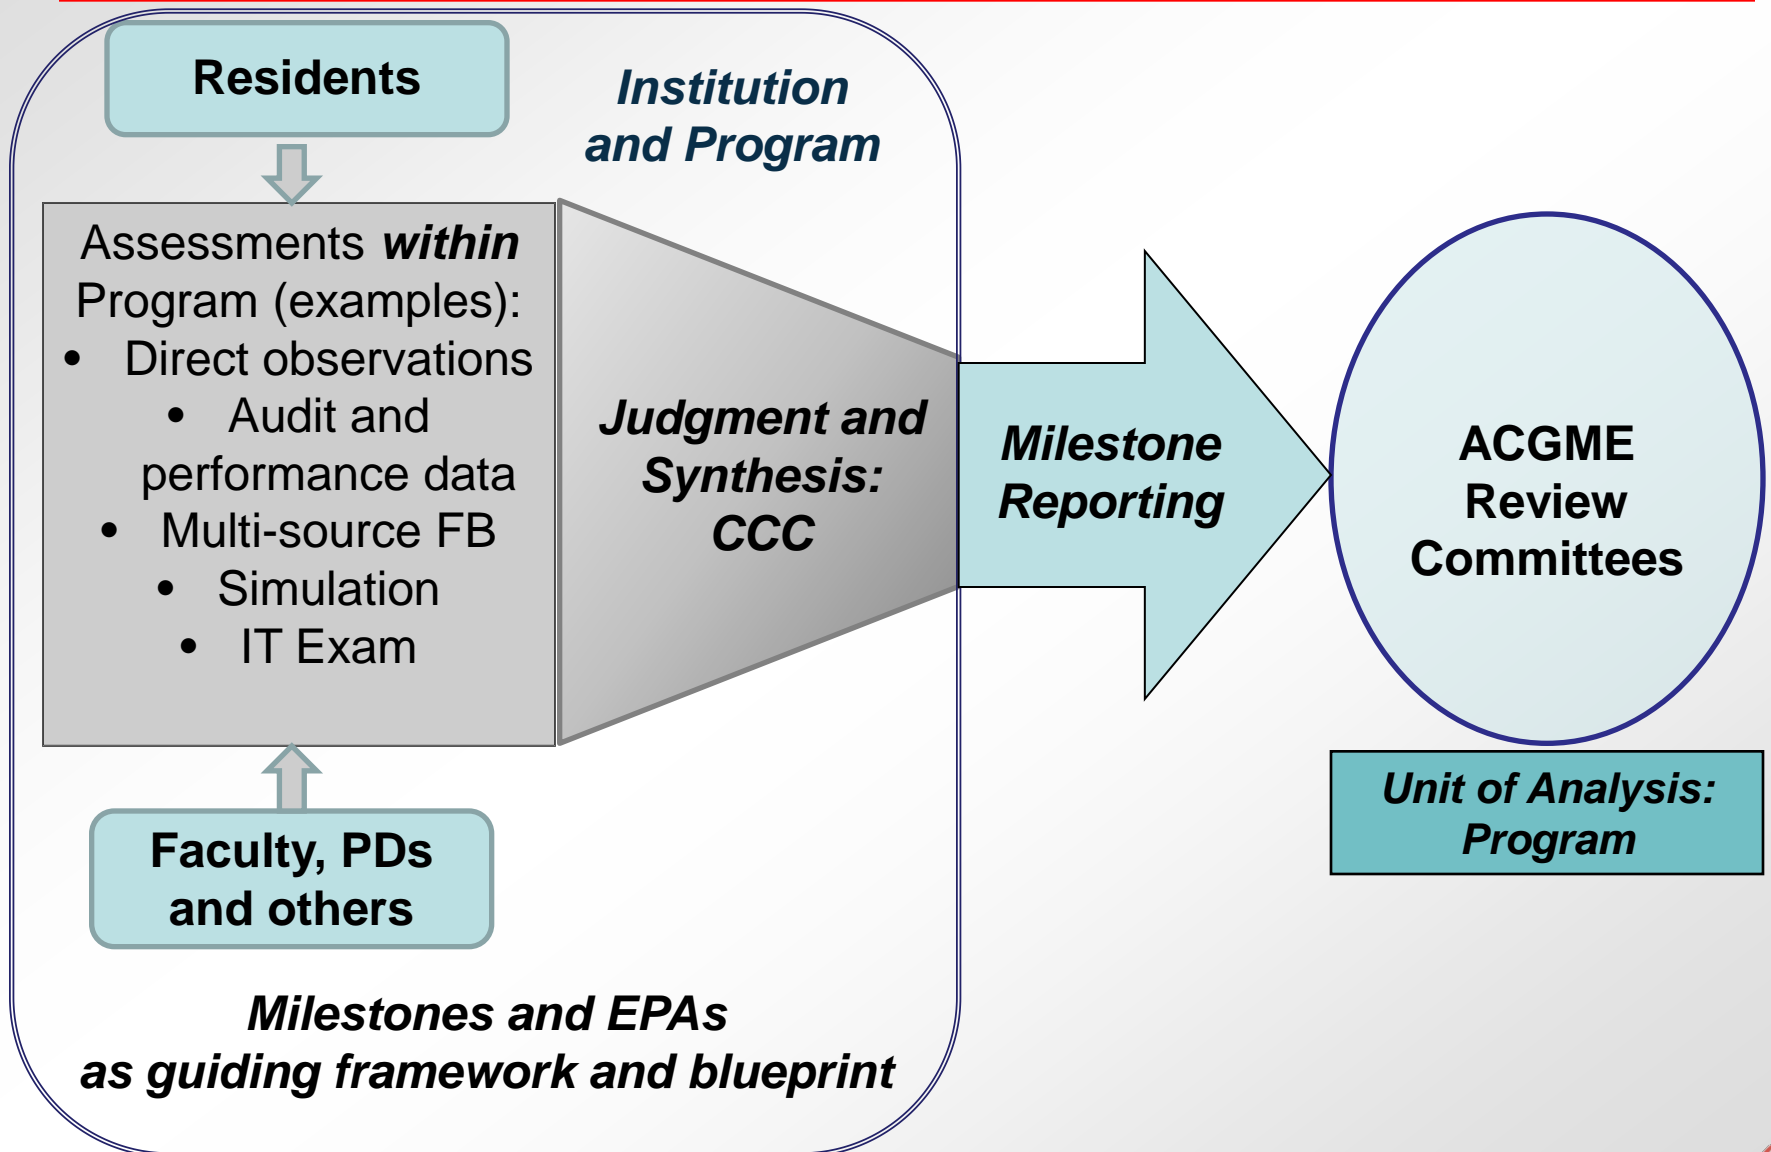 Residents
Institution
and Program
Assessments within
Program (examples):
• Direct observations
• Audit and
performance data
• Multi-source FB
• Simulation
• IT Exam
Judgment and
Synthesis:
CCC
Milestone
Reporting
ACGME
Review
Committees
Unit of Analysis:
Program
Faculty, PDs
and others
Milestones and EPAs
as guiding framework and blueprint